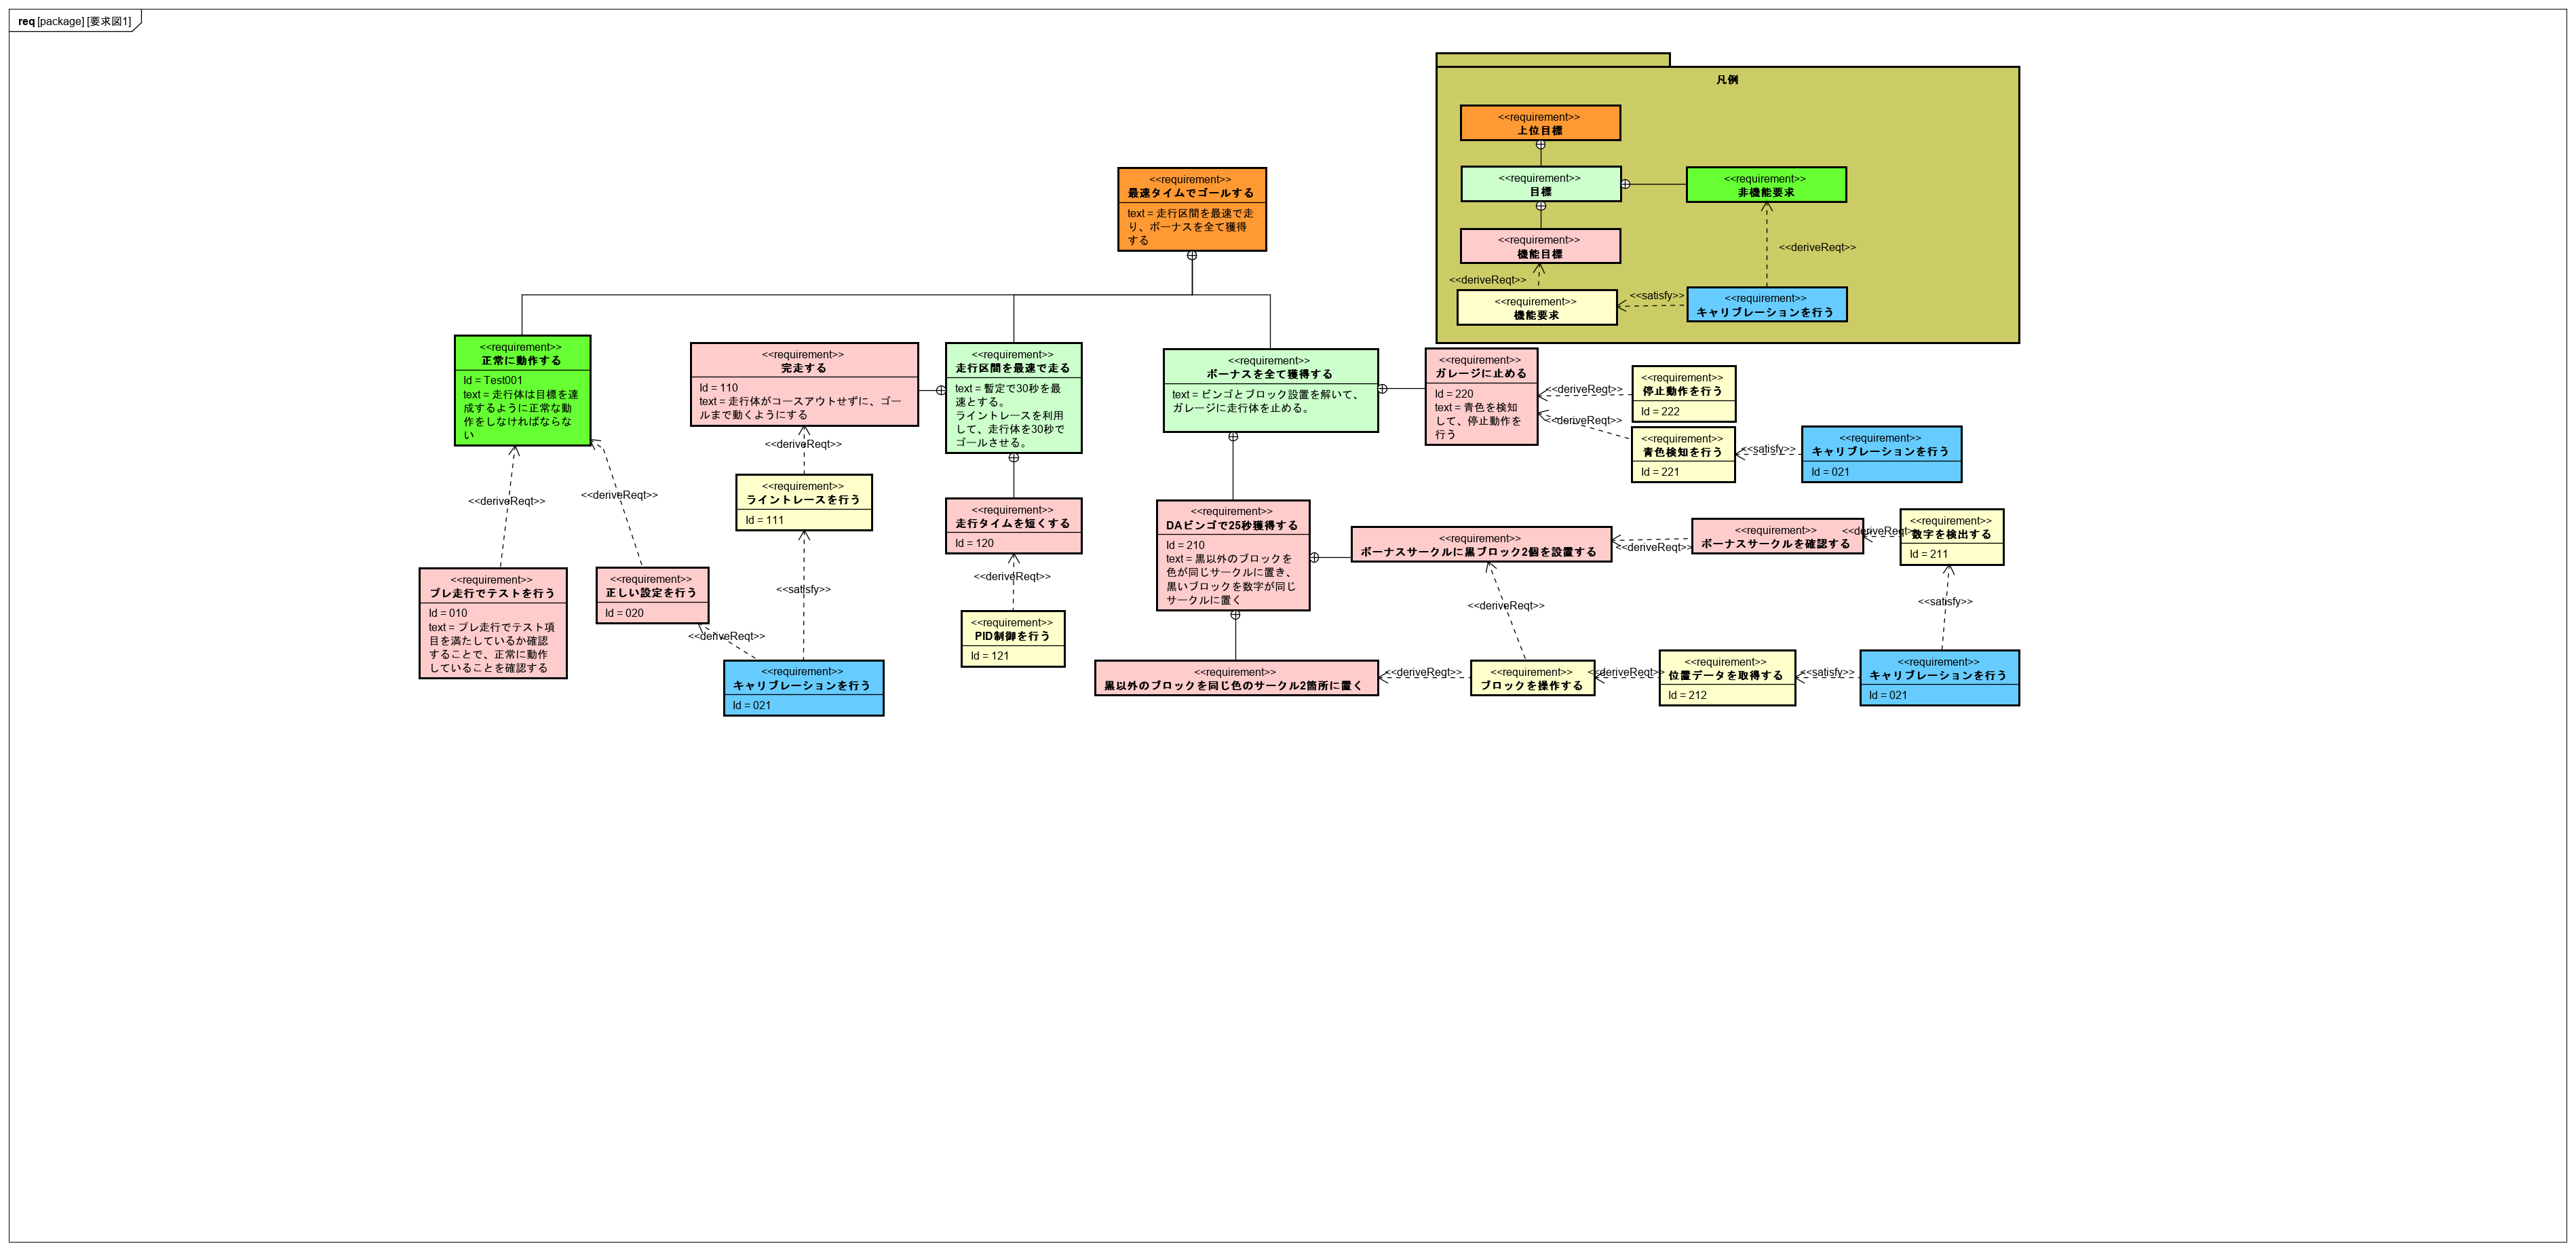 req [package] [要求図1]
凡例
<<requirement>>
上位目標
<<requirement>>
目標
<<requirement>>
非機能要求
<<requirement>>
機能目標
<<deriveReqt>>
<<deriveReqt>>
<<requirement>>
機能要求
<<satisfy>>
<<requirement>>
キャリブレーションを行う
<<requirement>>
最速タイムでゴールする
text = 走行区間を最速で走
り、ボーナスを全て獲得
する
<<requirement>>
正常に動作する
Id = Test001
text = 走行体は目標を達
成するように正常な動
作をしなければならな
い
<<requirement>>
完走する
Id = 110
text = 走行体がコースアウトせずに、ゴー
ルまで動くようにする
<<requirement>>
走行区間を最速で走る
text = 暫定で30秒を最
速とする。
ライントレースを利用
して、走行体を30秒で
ゴールさせる。
<<requirement>>
ボーナスを全て獲得する
text = ビンゴとブロック設置を解いて、
ガレージに走行体を止める。
<<requirement>>
ガレージに止める
Id = 220
text = 青色を検知
して、停止動作を
行う
<<deriveReqt>>
<<requirement>>
停止動作を行う
Id = 222
<<deriveReqt>>
<<requirement>>
青色検知を行う
Id = 221
<<satisfy>>
<<requirement>>
キャリブレーションを行う
Id = 021
<<deriveReqt>>
<<deriveReqt>>
<<deriveReqt>>
<<requirement>>
ライントレースを行う
Id = 111
<<requirement>>
走行タイムを短くする
Id = 120
<<requirement>>
DAビンゴで25秒獲得する
Id = 210
text = 黒以外のブロックを
色が同じサークルに置き、
黒いブロックを数字が同じ
サークルに置く
<<requirement>>
ボーナスサークルに黒ブロック2個を設置する
<<deriveReqt>>
<<requirement>>
ボーナスサークルを確認する
<<deriveReqt>>
<<requirement>>
数字を検出する
Id = 211
<<requirement>>
プレ走行でテストを行う
Id = 010
text = プレ走行でテスト項
目を満たしているか確認
することで、正常に動作
していることを確認する
<<requirement>>
正しい設定を行う
Id = 020
<<deriveReqt>>
<<satisfy>>
<<deriveReqt>>
<<requirement>>
PID制御を行う
Id = 121
<<deriveReqt>>
<<satisfy>>
<<requirement>>
キャリブレーションを行う
Id = 021
<<requirement>>
黒以外のブロックを同じ色のサークル2箇所に置く
<<deriveReqt>>
<<requirement>>
ブロックを操作する
<<deriveReqt>>
<<requirement>>
位置データを取得する
Id = 212
<<satisfy>>
<<requirement>>
キャリブレーションを行う
Id = 021